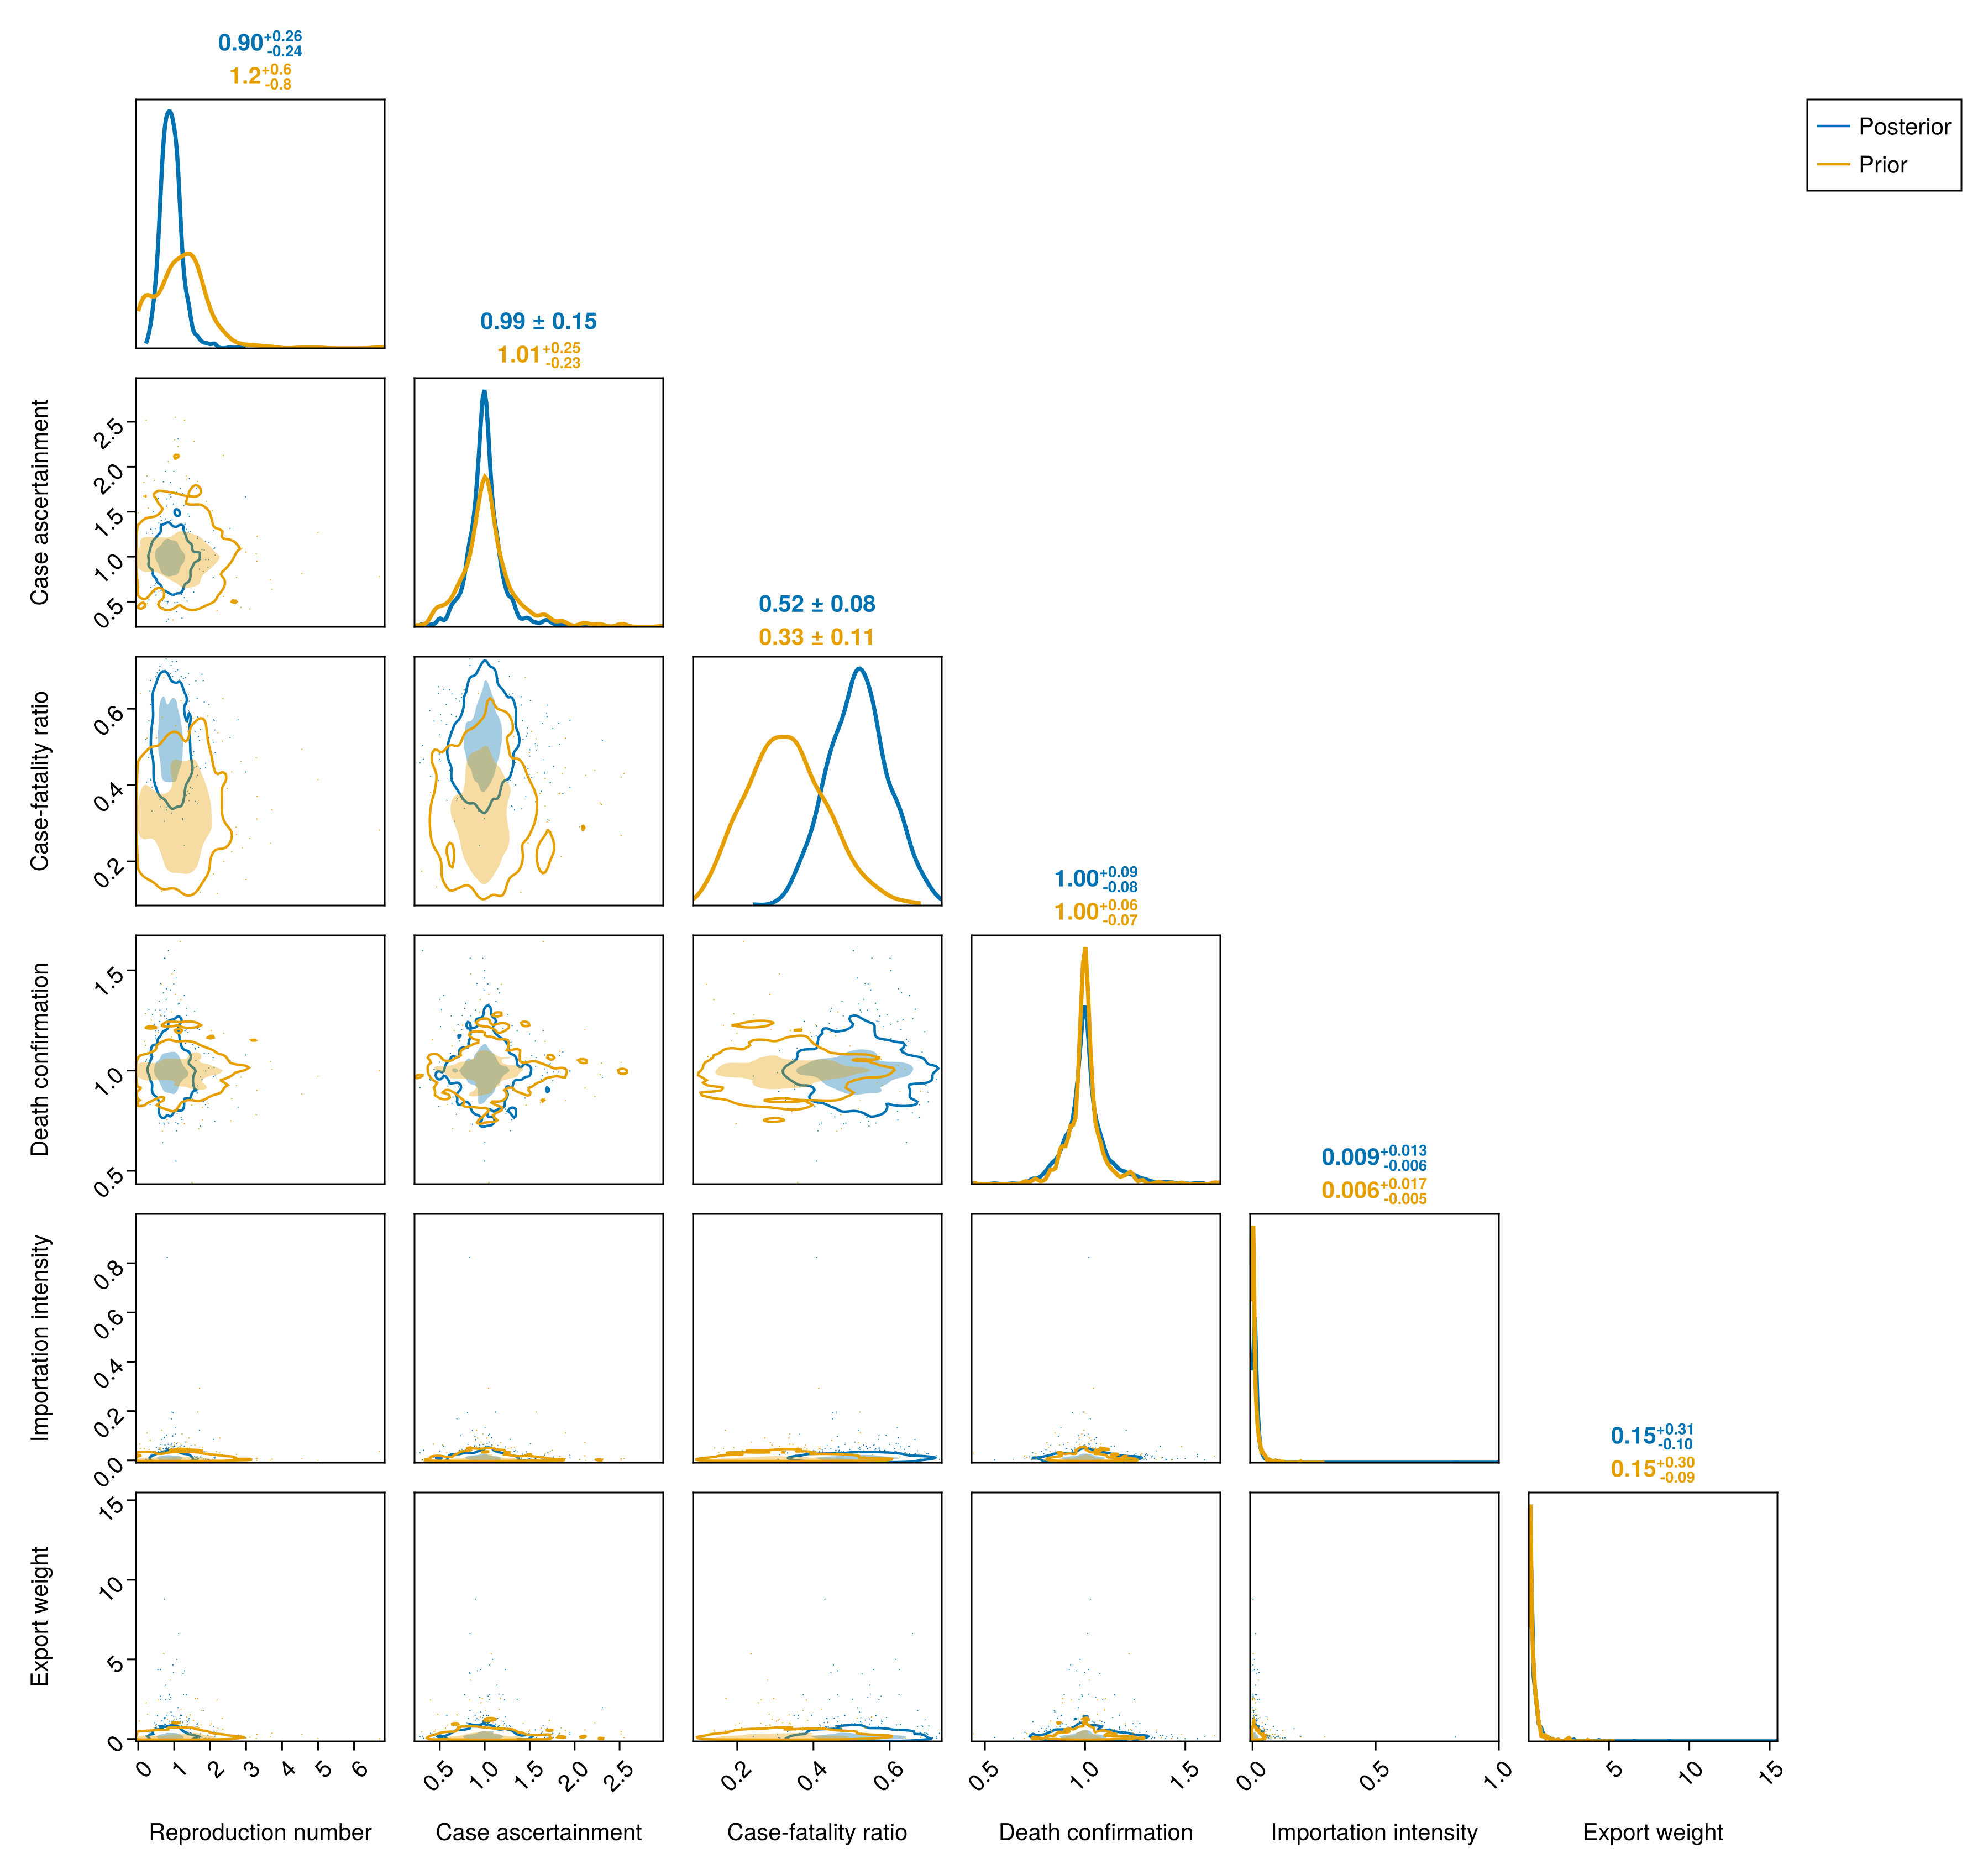 0.90+0.26-0.24
1.2+0.6-0.8
Posterior
Prior
0.99 ± 0.15
1.01+0.25-0.23
Case ascertainment
2.5
2.0
1.5
1.0
0.5
0.52 ± 0.08
0.33 ± 0.11
Case-fatality ratio
0.6
0.4
0.2
1.00+0.09-0.08
1.00+0.06-0.07
Death confirmation
1.5
1.0
0.5
0.009+0.013-0.006
0.006+0.017-0.005
Importation intensity
0.8
0.6
0.4
0.2
0.0
0.15+0.31-0.10
0.15+0.30-0.09
Export weight
15
10
5
0
0 1 2 3 4 5 6
0.5 1.0 1.5 2.0 2.5
0.2 0.4 0.6
0.5 1.0 1.5
0.0 0.5 1.0
5 10 15
Reproduction number
Case ascertainment
Case-fatality ratio
Death confirmation
Importation intensity
Export weight